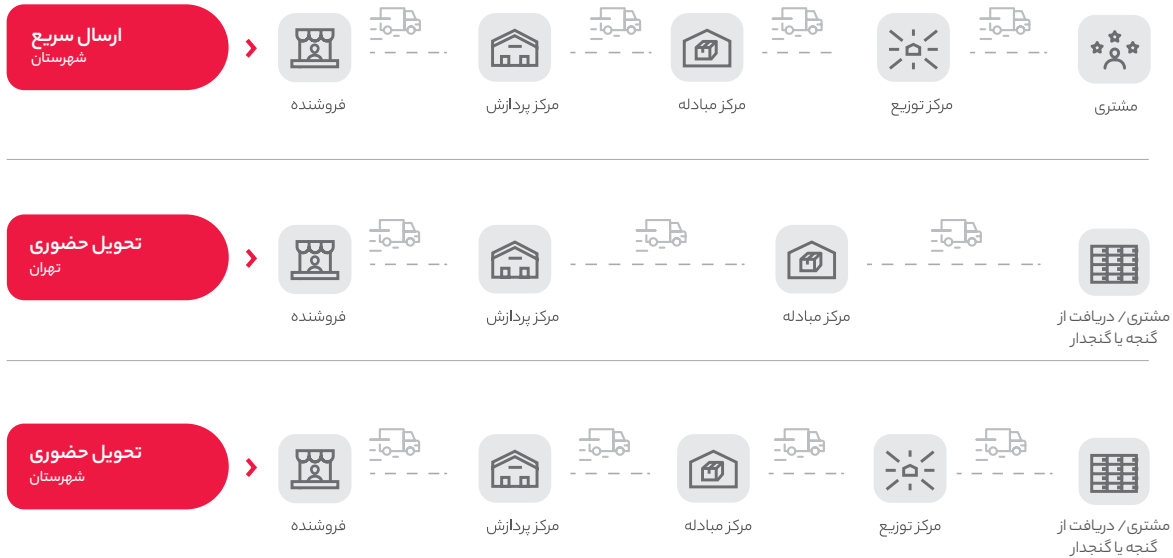 ارسال سریع
شهرستان
فروشنده
مرکز پردازش
مرکز مبادله
مرکز توزیع
مشتری
تحویل حضوری
تهران
فروشنده
مرکز پردازش
مرکز مبادله
مشتری/ دریافت از
گنجه یا گنجدار
تحویل حضوری
شهرستان
فروشنده
مرکز پردازش
مرکز مبادله
مرکز توزیع
مشتری/ دریافت از
گنجه یا گنجدار